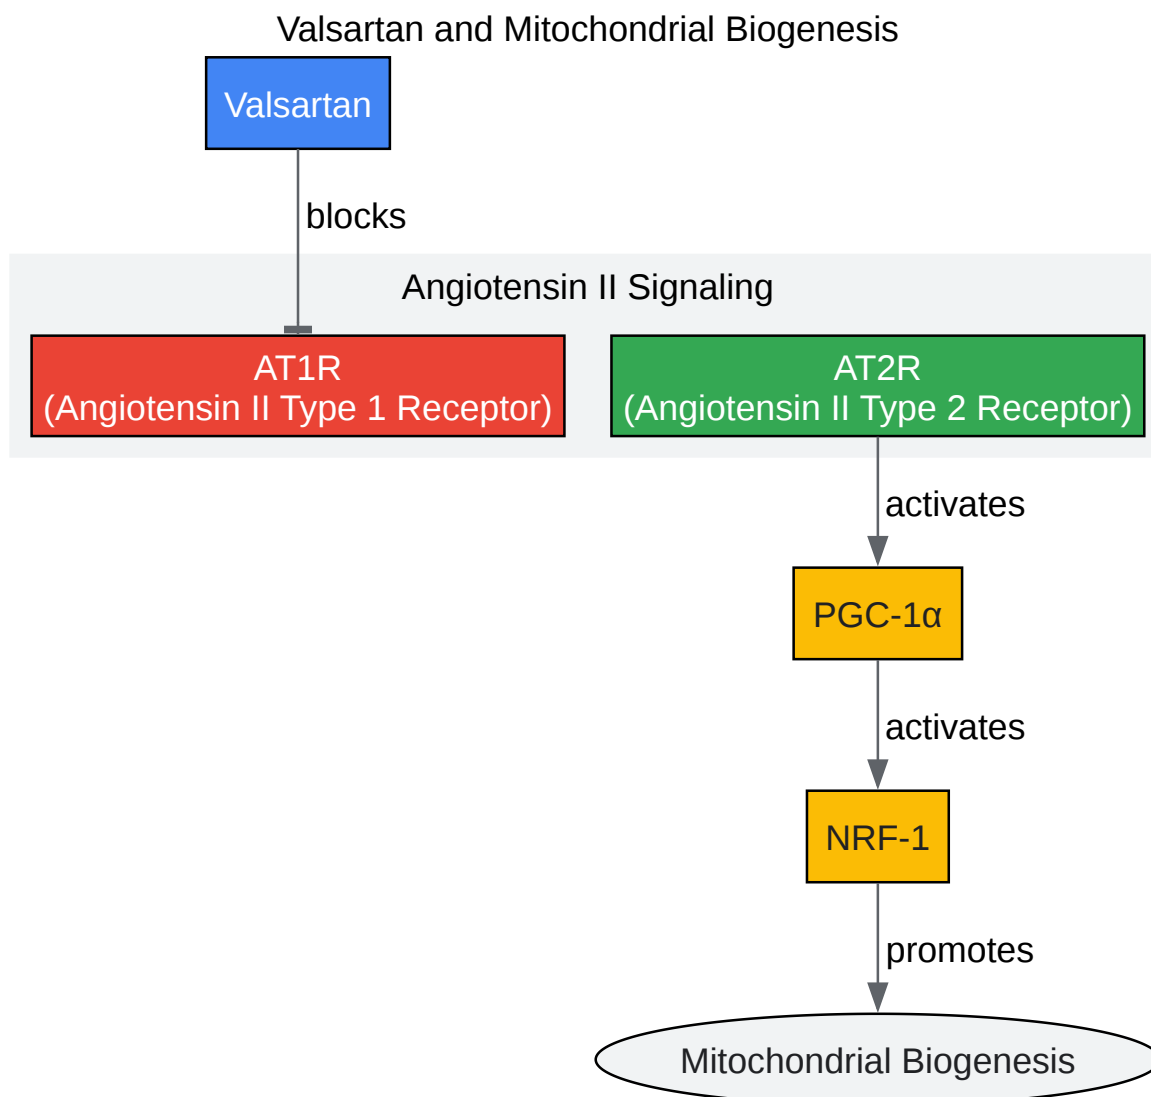 Valsartan and Mitochondrial Biogenesis
Valsartan
blocks
Angiotensin II Signaling
AT1R
(Angiotensin II Type 1 Receptor)
AT2R
(Angiotensin II Type 2 Receptor)
activates
PGC-1α
activates
NRF-1
promotes
Mitochondrial Biogenesis